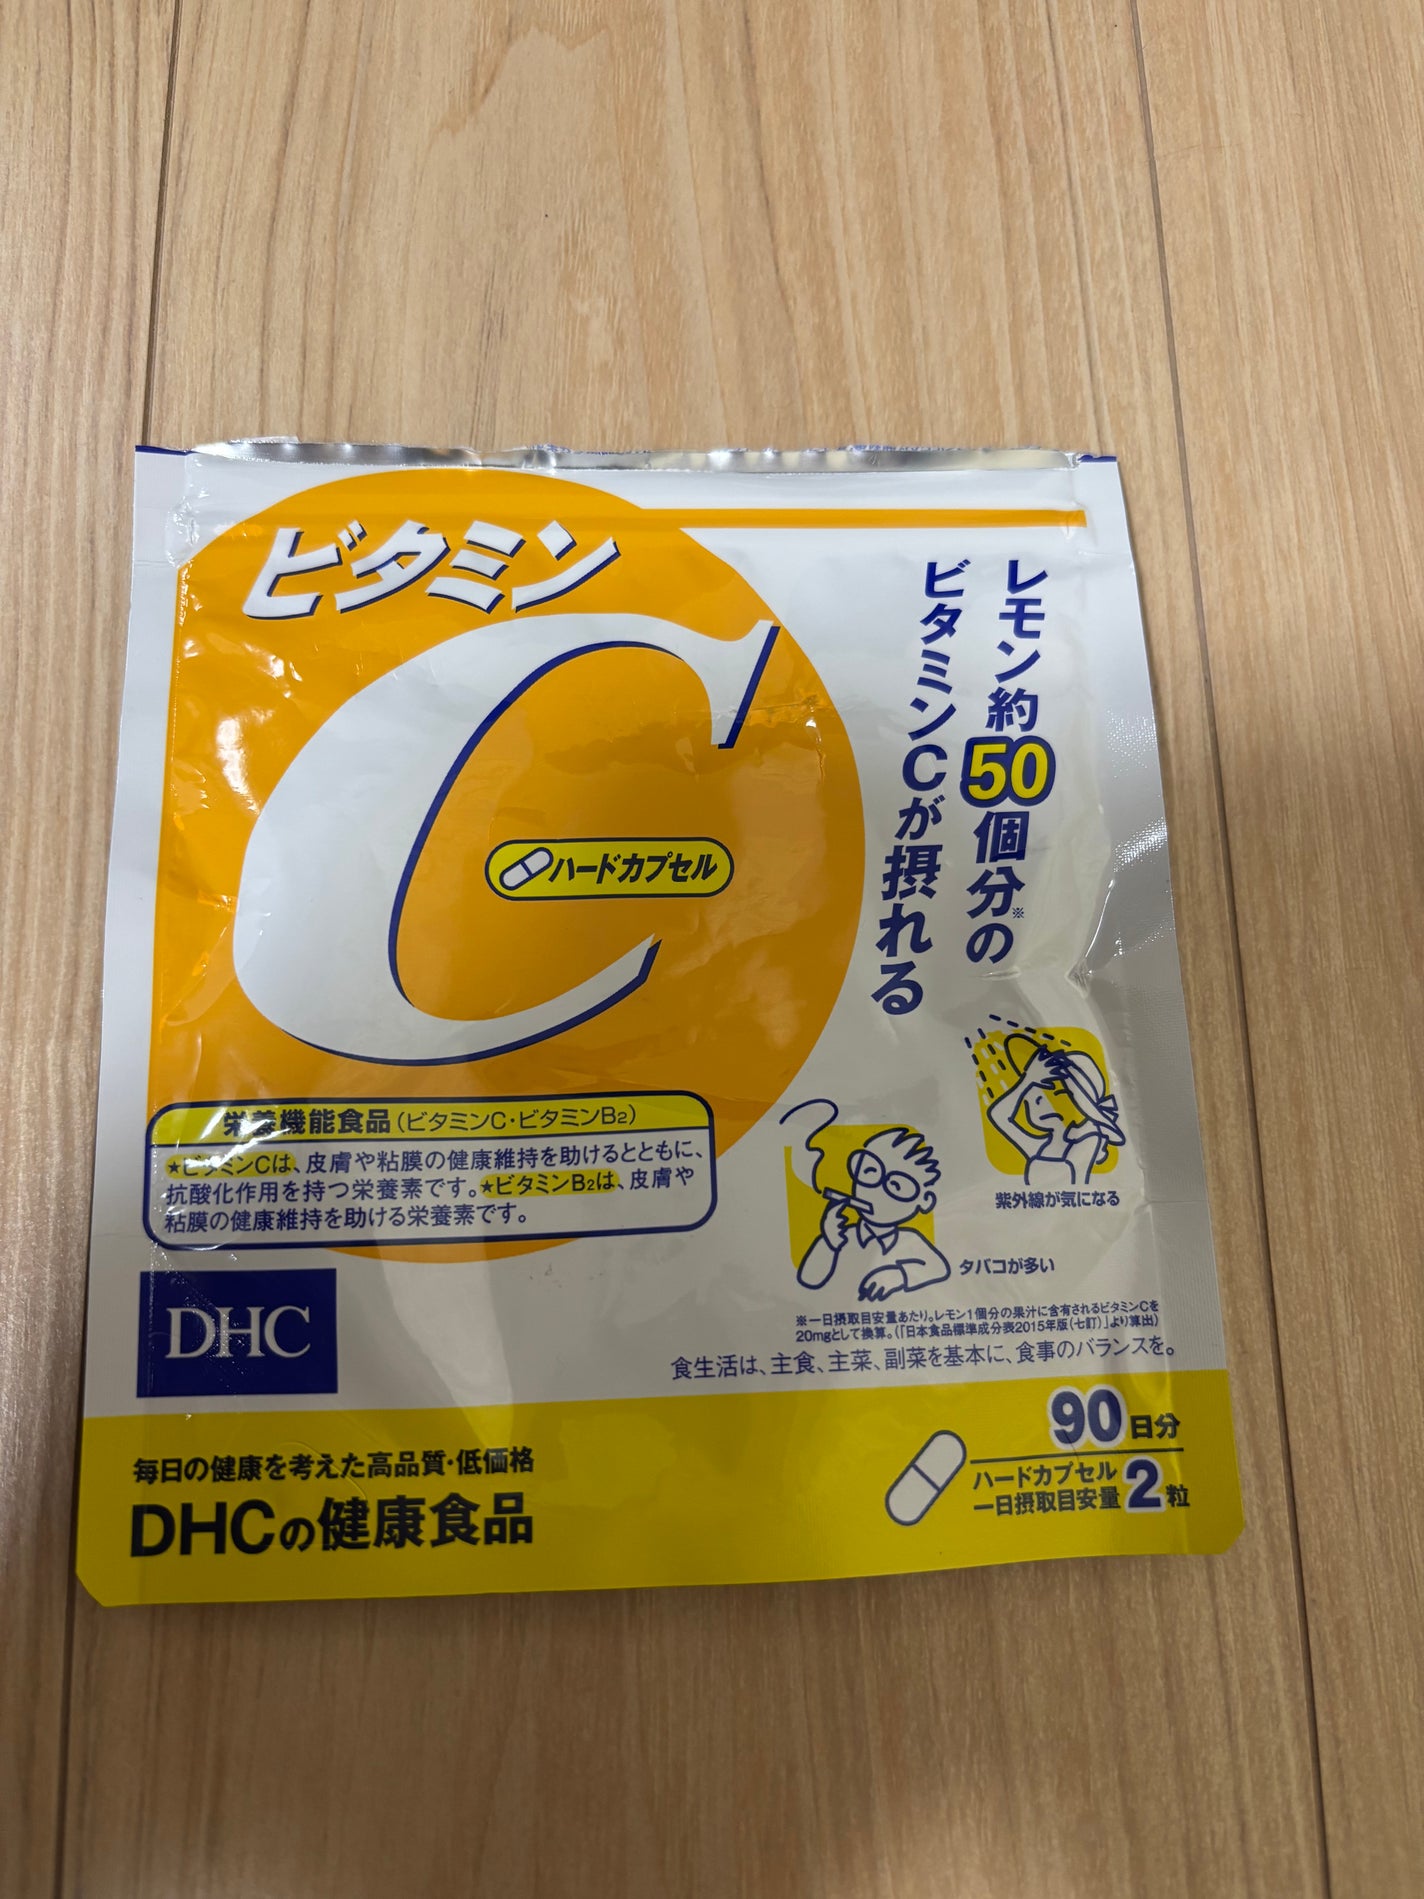 ビタミン
C
ハードカプセル
レモン約50個分※の
ビタミンCが摂れる
紫外線が気になる
タバコが多い
栄養機能食品(ビタミンC・ビタミンB2)
★ビタミンCは、皮膚や粘膜の健康維持を助けるとともに、
抗酸化作用を持つ栄養素です。★ビタミンB2は、皮膚や
粘膜の健康維持を助ける栄養素です。
※一日摂取目安量あたり。レモン1個分の果汁に含有されるビタミンCを
20mgとして換算。(「日本食品標準成分表2015年版(七訂)」より算出)
食生活は、主食、主菜、副菜を基本に、食事のバランスを。
DHC
毎日の健康を考えた高品質・低価格
DHCの健康食品
90日分
ハードカプセル
一日摂取目安量 2粒